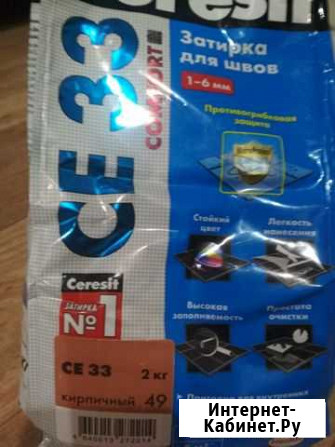 Ceresit
CE 33
COMFORT
Затирка
для швов
1–6 мм
Противогрибковая
защита
Стойкий
цвет
Легкость
нанесения
Высокая
заполняемость
Простота
очистки
Ceresit
ЗАТИРКА
№1
CE 33 2 кг
кирпичный 49
Интернет-
Кабинет.Ру